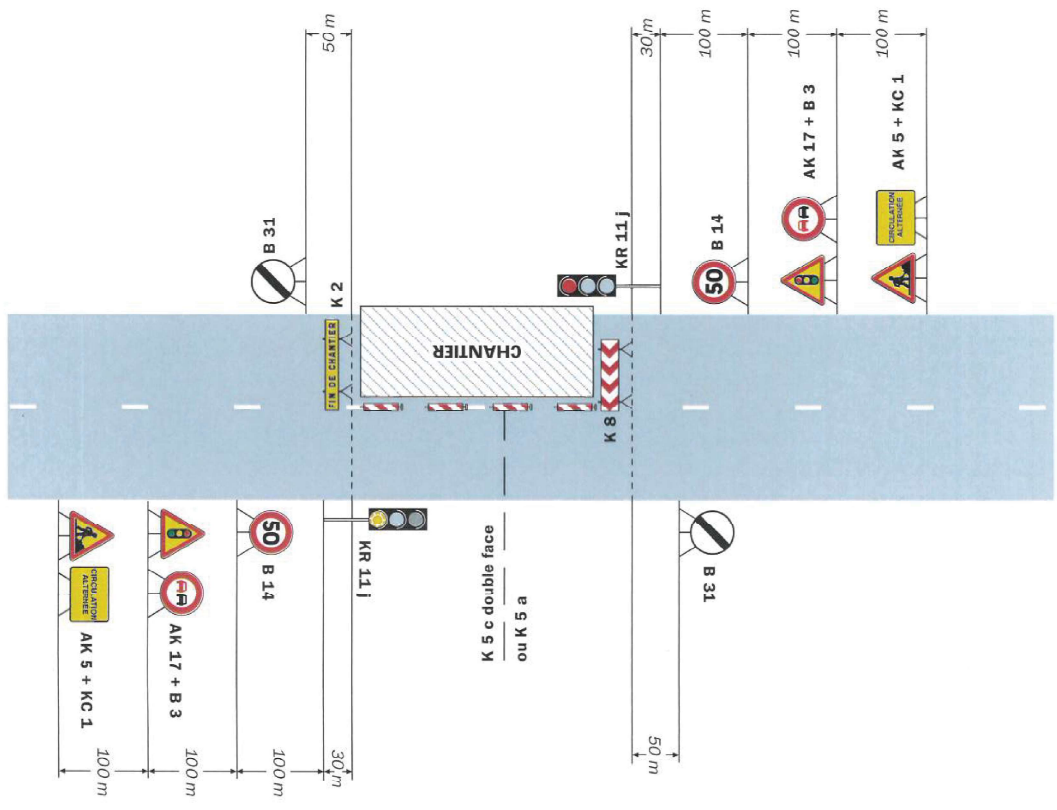 50 m
30 m
100 m
100 m
100 m
B 31
K 2
KR 11 j
B 14
AK 17 + B 3
AK 5 + KC 1
50
CIRCULATION
ALTERNÉE
FIN DE CHANTIER
CHANTIER
K 8
CIRCULATION
ALTERNÉE
AK 5 + KC 1
AK 17 + B 3
50
B 14
KR 11 j
K 5 c double face
ou K 5 a
B 31
100 m
100 m
100 m
30 m
50 m